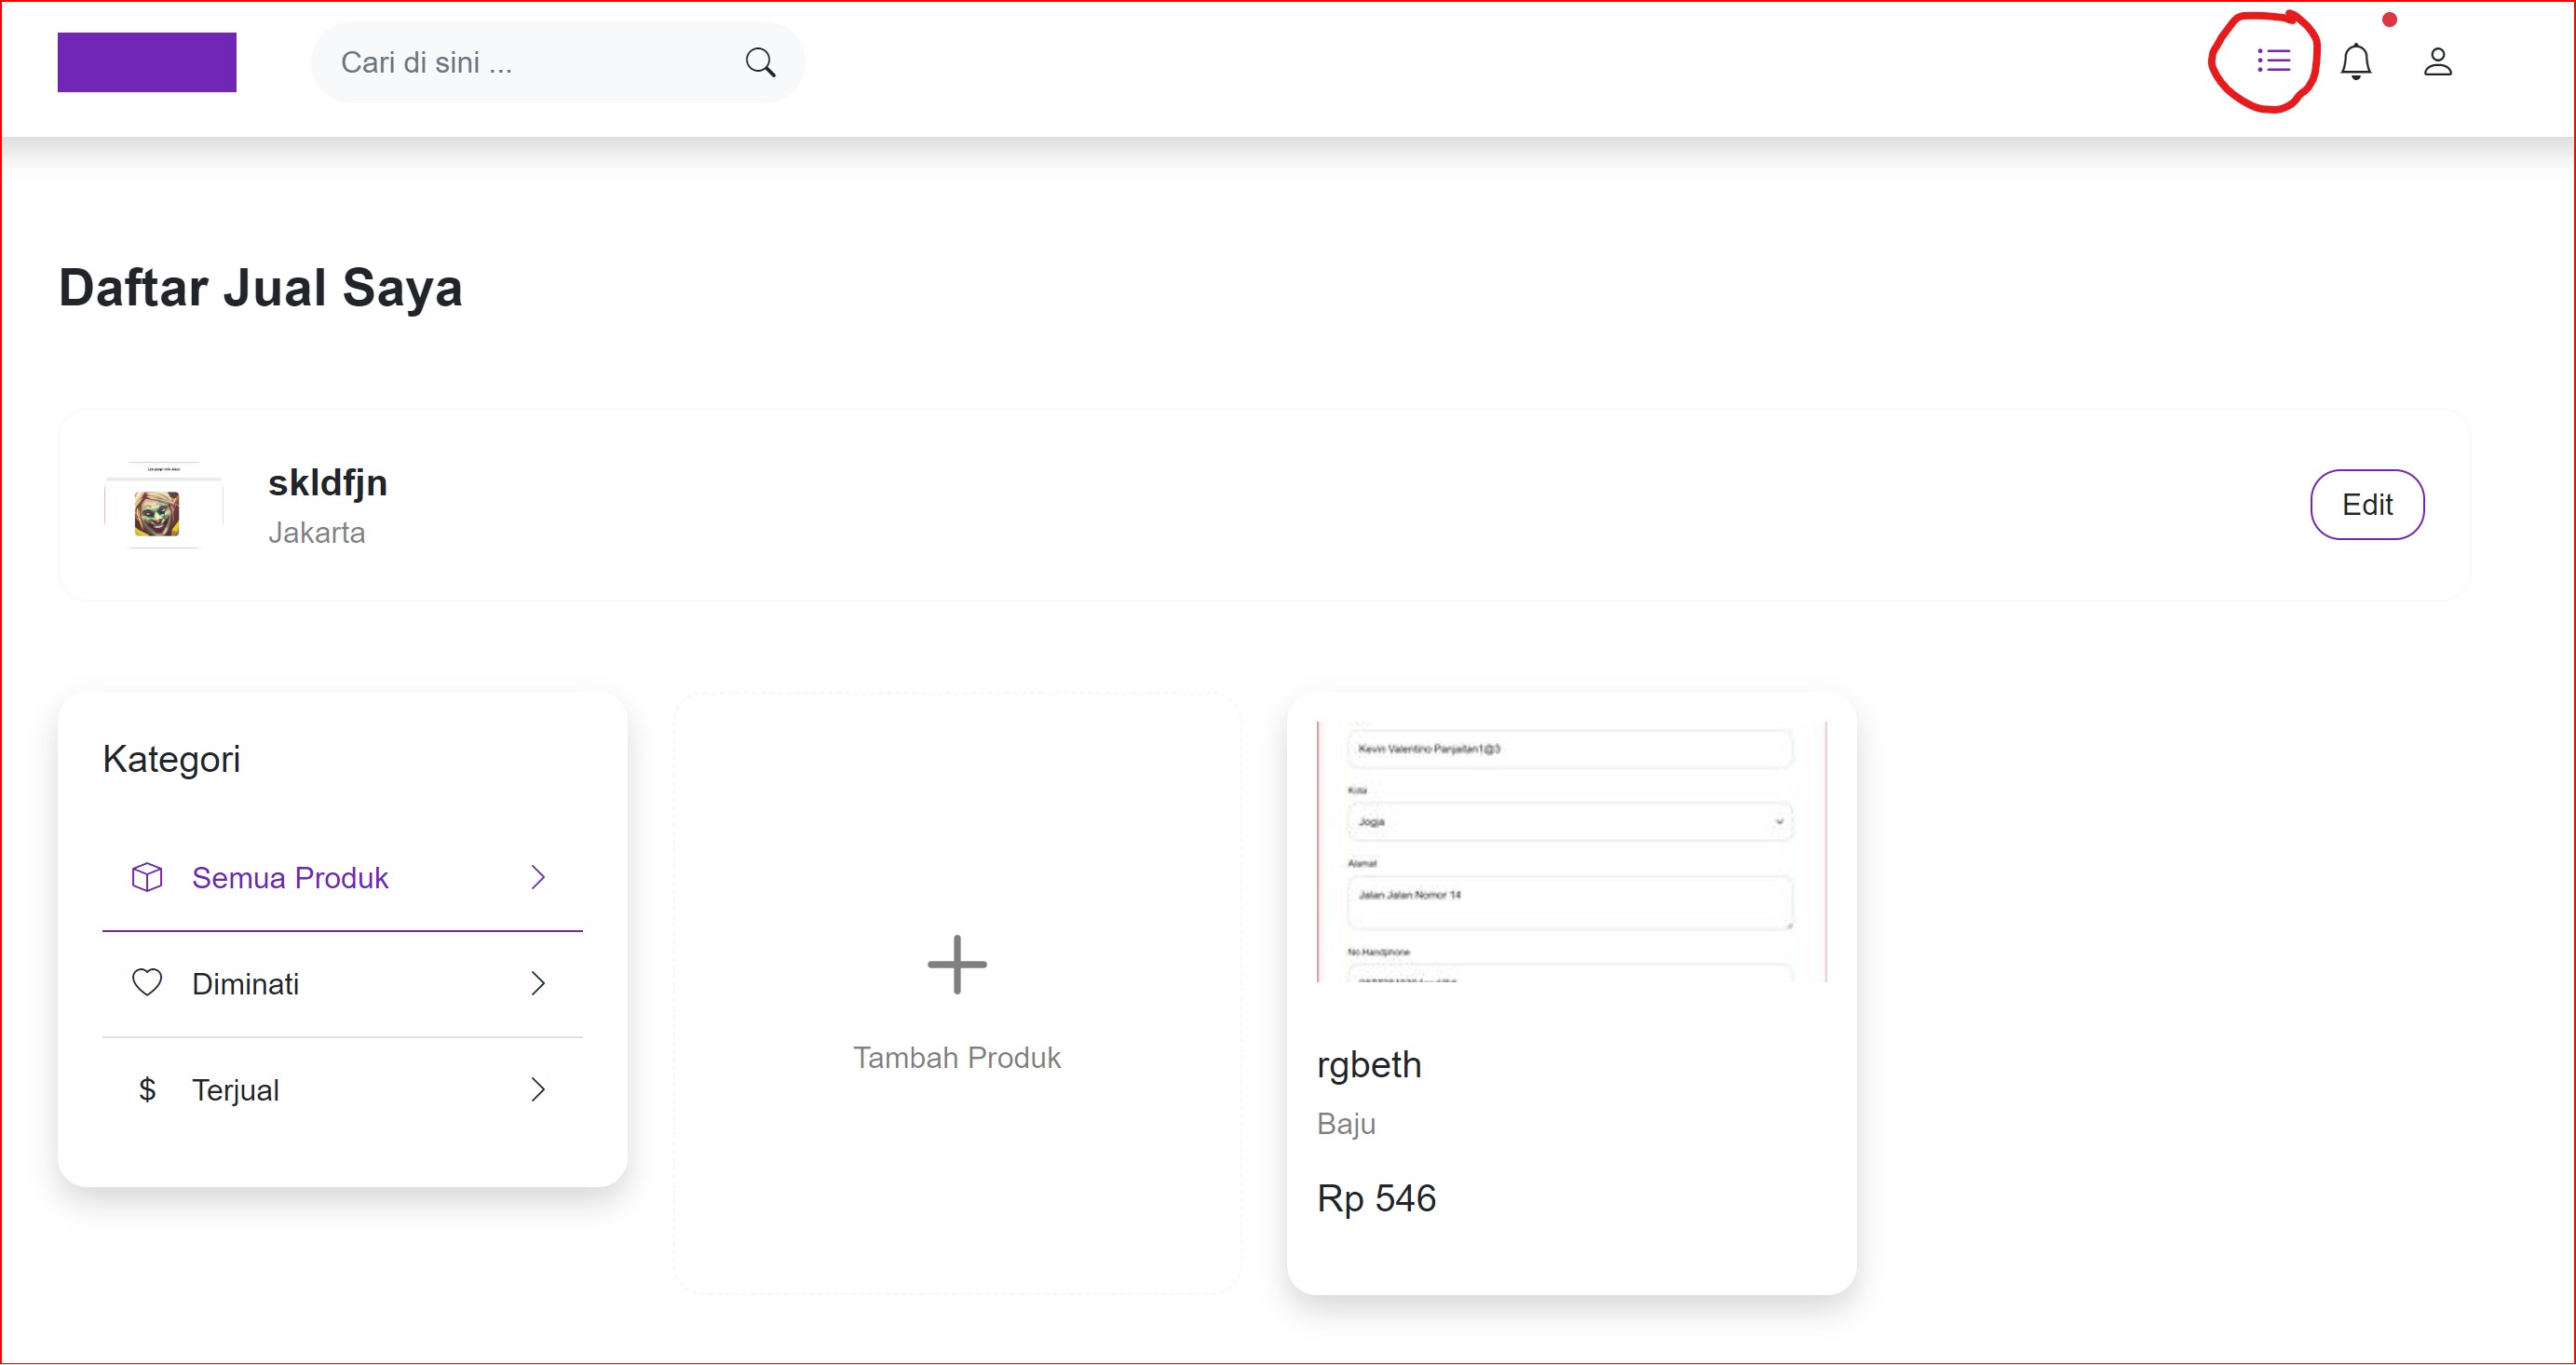 Cari di sini ...
Daftar Jual Saya
skldfjn
Jakarta
Edit
Kategori
Semua Produk
Diminati
$ Terjual
Tambah Produk
Kevin Valentino Panjaitan1@3
Kota
Jogja
Alamat
Jalan Jalan Nomor 14
No Handphone
rgbeth
Baju
Rp 546